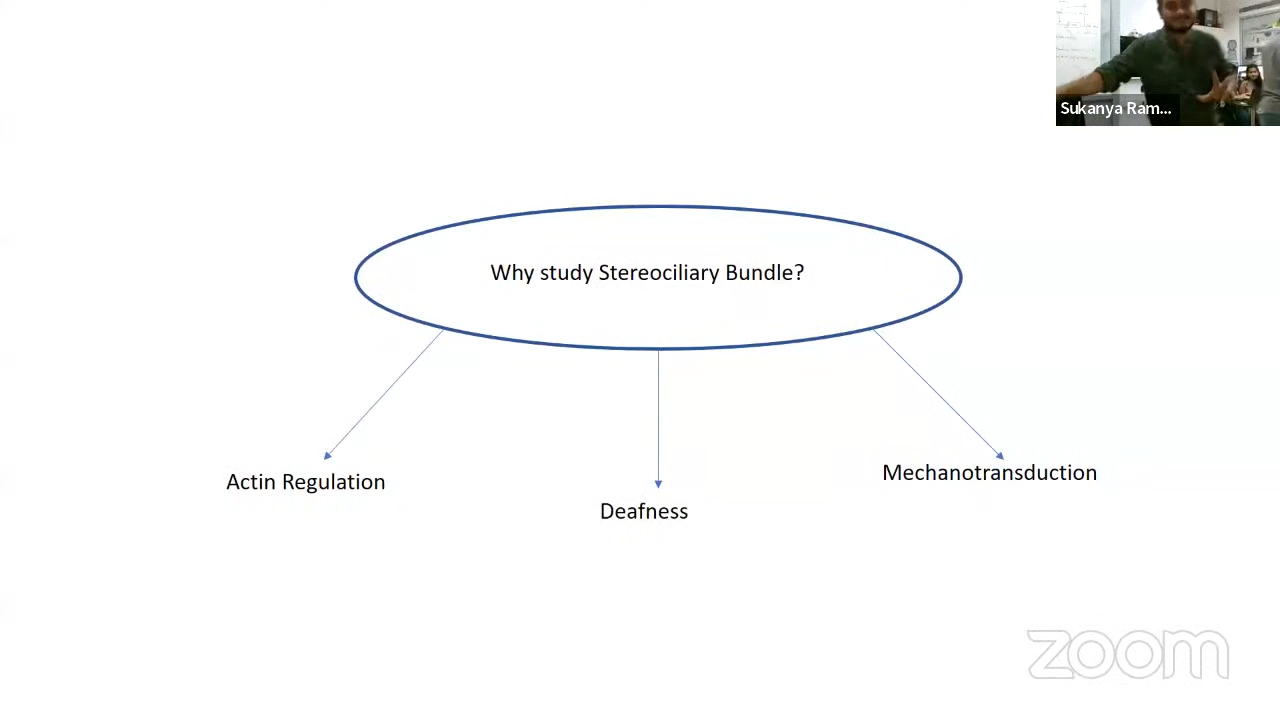 Sukanya Ram...
Why study Stereociliary Bundle?
Actin Regulation
Mechanotransduction
Deafness
zoom